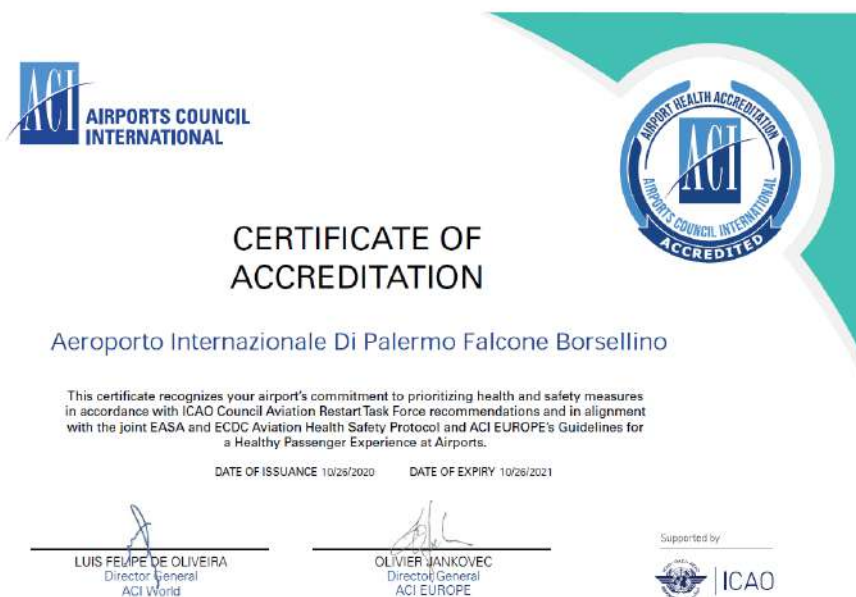 ACI
AIRPORTS COUNCIL
INTERNATIONAL
AIRPORT HEALTH ACCREDITATION
ACI
AIRPORTS COUNCIL INTERNATIONAL
ACCREDITED
CERTIFICATE OF
ACCREDITATION
Aeroporto Internazionale Di Palermo Falcone Borsellino
This certificate recognizes your airport's commitment to prioritizing health and safety measures
in accordance with ICAO Council Aviation Restart Task Force recommendations and in alignment
with the joint EASA and ECDC Aviation Health Safety Protocol and ACI EUROPE's Guidelines for
a Healthy Passenger Experience at Airports.
DATE OF ISSUANCE 10/26/2020 DATE OF EXPIRY 10/26/2021
LUIS FELIPE DE OLIVEIRA
Director General
ACI World
OLIVIER JANKOVEC
Director General
ACI EUROPE
Supported by
ICAO